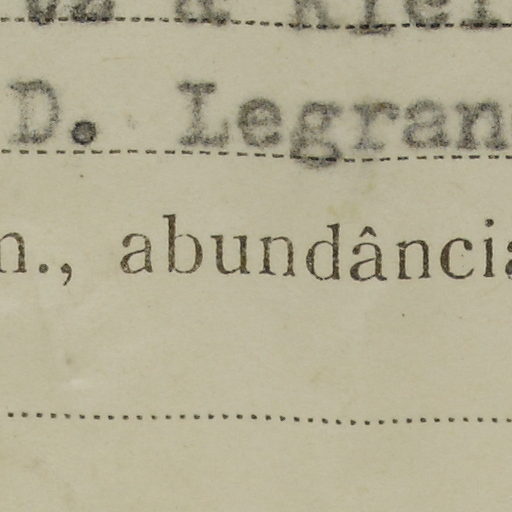 D. Legran
n., abundância